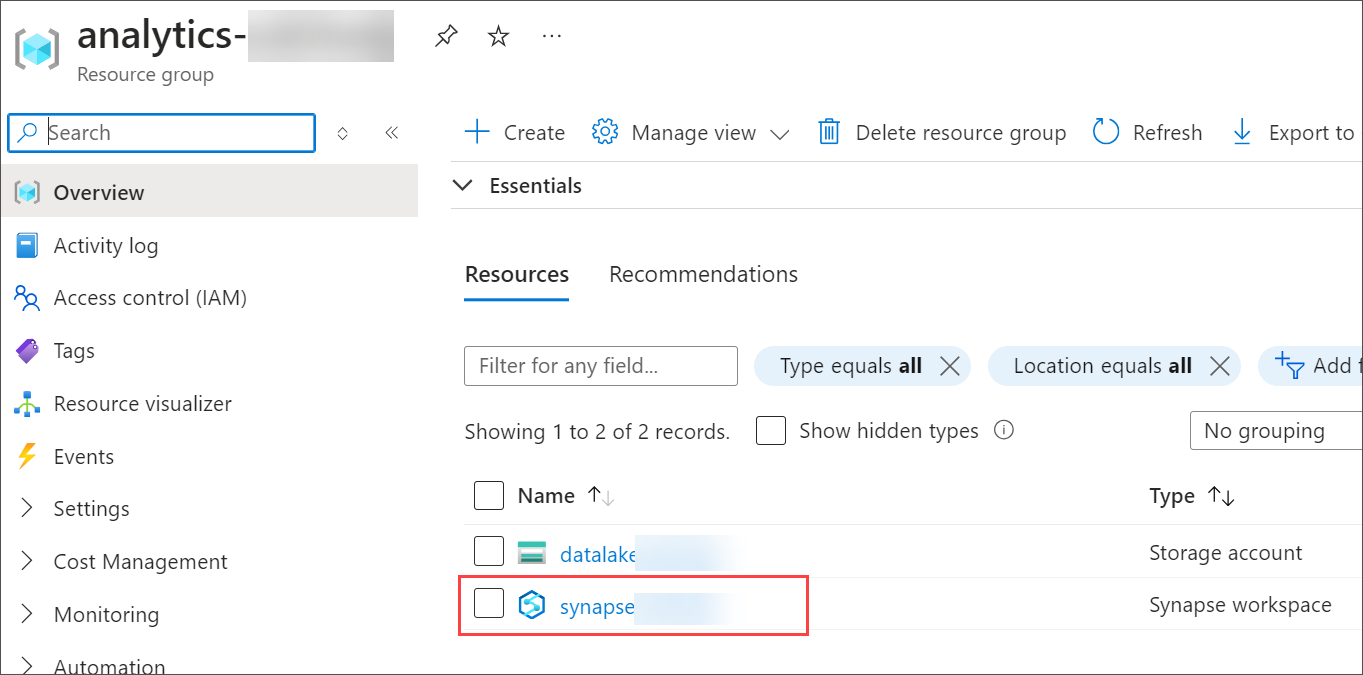 analytics-
Resource group
Search
Overview
Activity log
Access control (IAM)
Tags
Resource visualizer
Events
Settings
Cost Management
Monitoring
Automation
Create Manage view Delete resource group Refresh Export to
Essentials
Resources Recommendations
Filter for any field... Type equals all Location equals all Add f
Showing 1 to 2 of 2 records. Show hidden types No grouping
Name Type
datalake Storage account
synapse Synapse workspace